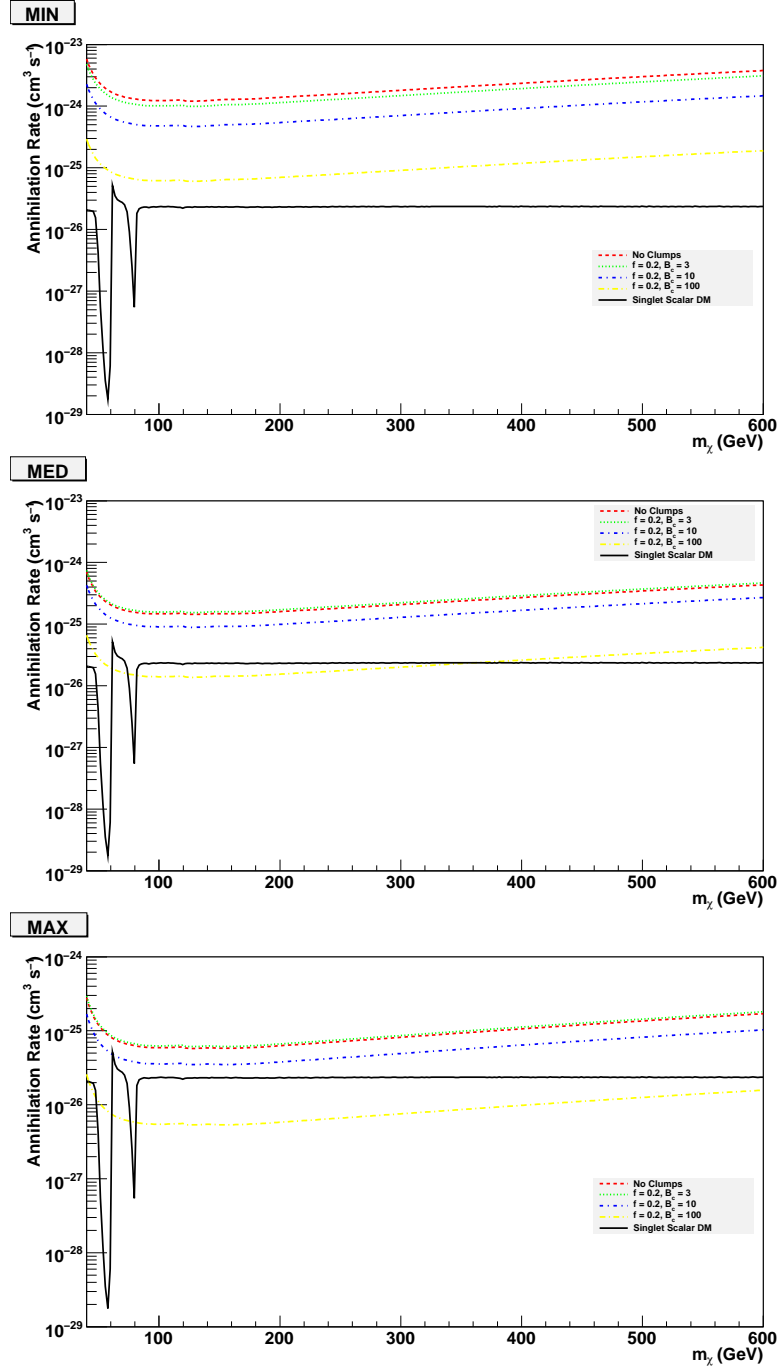 MIN
Annihilation Rate (cm³ s⁻¹)
10⁻²³
10⁻²⁴
10⁻²⁵
10⁻²⁶
10⁻²⁷
10⁻²⁸
10⁻²⁹
No Clumps
f = 0.2, B_c = 3
f = 0.2, B_c = 10
f = 0.2, B_c = 100
Singlet Scalar DM
100 200 300 400 500 600
m_χ (GeV)
MED
Annihilation Rate (cm³ s⁻¹)
10⁻²³
10⁻²⁴
10⁻²⁵
10⁻²⁶
10⁻²⁷
10⁻²⁸
10⁻²⁹
No Clumps
f = 0.2, B_c = 3
f = 0.2, B_c = 10
f = 0.2, B_c = 100
Singlet Scalar DM
100 200 300 400 500 600
m_χ (GeV)
MAX
Annihilation Rate (cm³ s⁻¹)
10⁻²⁴
10⁻²⁵
10⁻²⁶
10⁻²⁷
10⁻²⁸
10⁻²⁹
No Clumps
f = 0.2, B_c = 3
f = 0.2, B_c = 10
f = 0.2, B_c = 100
Singlet Scalar DM
100 200 300 400 500 600
m_χ (GeV)